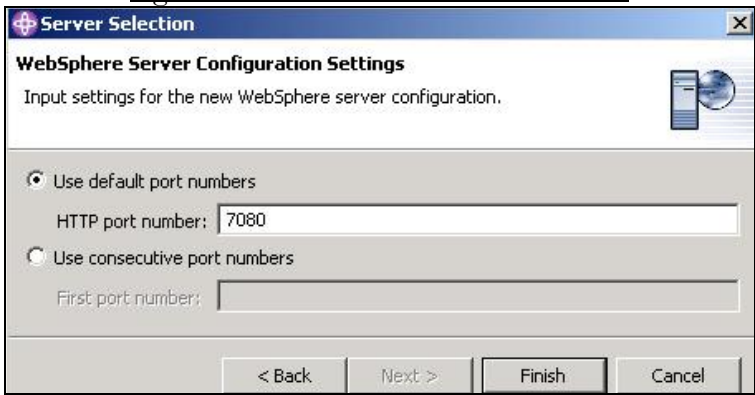 Server Selection
WebSphere Server Configuration Settings
Input settings for the new WebSphere server configuration.
Use default port numbers
HTTP port number: 7080
Use consecutive port numbers
First port number:
< Back Next > Finish Cancel